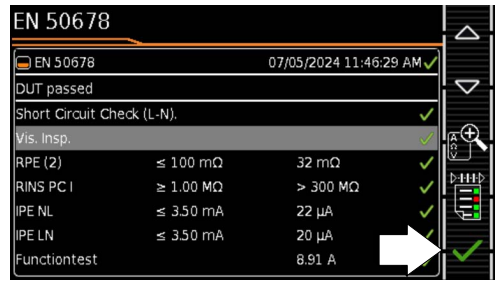 EN 50678
EN 50678 07/05/2024 11:46:29 AM
DUT passed
Short Circuit Check (L-N).
Vis. Insp.
RPE (2) ≤ 100 mΩ 32 mΩ
RINS PC I ≥ 1.00 MΩ > 300 MΩ
IPE NL ≤ 3.50 mA 22 µA
IPE LN ≤ 3.50 mA 20 µA
Functiontest 8.91 A